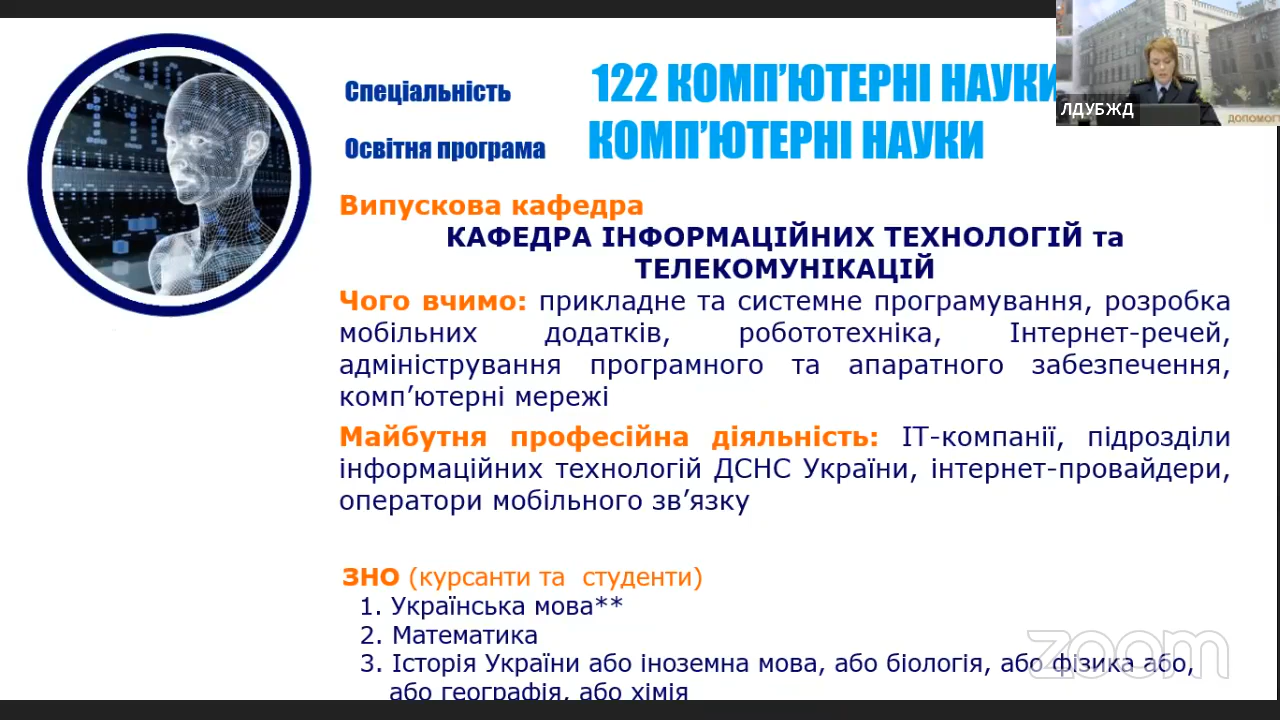 Спеціальність 122 КОМП’ЮТЕРНІ НАУКИ
Освітня програма КОМП’ЮТЕРНІ НАУКИ
ЛДУБЖД
Випускова кафедра
КАФЕДРА ІНФОРМАЦІЙНИХ ТЕХНОЛОГІЙ та
ТЕЛЕКОМУНІКАЦІЙ
Чого вчимо: прикладне та системне програмування, розробка
мобільних додатків, робототехніка, Інтернет-речей,
адміністрування програмного та апаратного забезпечення,
комп’ютерні мережі
Майбутня професійна діяльність: ІТ-компанії, підрозділи
інформаційних технологій ДСНС України, інтернет-провайдери,
оператори мобільного зв’язку
ЗНО (курсанти та студенти)
1. Українська мова**
2. Математика
3. Історія України або іноземна мова, або біологія, або фізика або,
або географія, або хімія
zoom